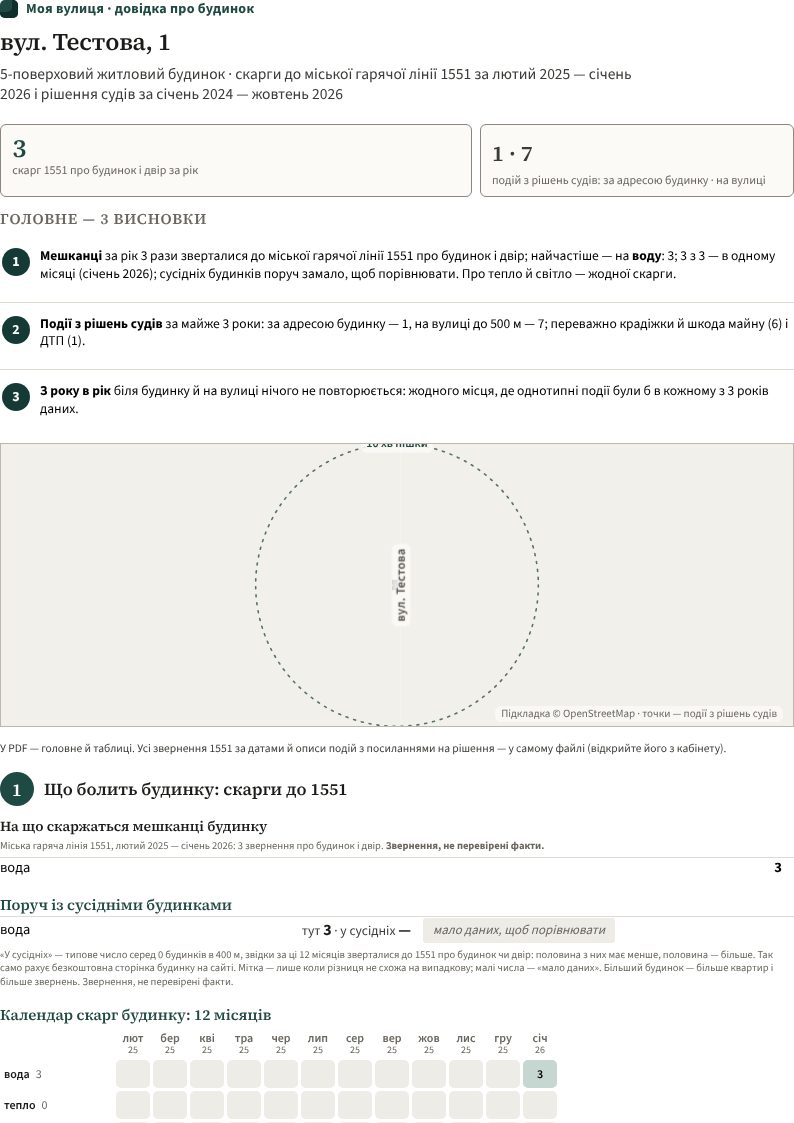 Моя вулиця · довідка про будинок
вул. Тестова, 1
5-поверховий житловий будинок · скарги до міської гарячої лінії 1551 за лютий 2025 — січень
2026 і рішення судів за січень 2024 — жовтень 2026
3
скарг 1551 про будинок і двір за рік
1 · 7
подій з рішень судів: за адресою будинку · на вулиці
ГОЛОВНЕ — 3 ВИСНОВКИ
1
Мешканці за рік 3 рази зверталися до міської гарячої лінії 1551 про будинок і двір; найчастіше — на воду: 3; 3 з 3 — в одному
місяці (січень 2026); сусідніх будинків поруч замало, щоб порівнювати. Про тепло й світло — жодної скарги.
2
Події з рішень судів за майже 3 роки: за адресою будинку — 1, на вулиці до 500 м — 7; переважно крадіжки й шкода майну (6) і
ДТП (1).
3
З року в рік біля будинку й на вулиці нічого не повторюється: жодного місця, де однотипні події були б в кожному з 3 років
даних.
10 хв пішки
вул. Тестова
Підкладка © OpenStreetMap · точки — події з рішень судів
У PDF — головне й таблиці. Усі звернення 1551 за датами й описи подій з посиланнями на рішення — у самому файлі (відкрийте його з кабінету).
1
Що болить будинку: скарги до 1551
На що скаржаться мешканці будинку
Міська гаряча лінія 1551, лютий 2025 — січень 2026: 3 звернення про будинок і двір. Звернення, не перевірені факти.
вода 3
Поруч із сусідніми будинками
вода тут 3 · у сусідніх — мало даних, щоб порівнювати
«У сусідніх» — типове число серед 0 будинків в 400 м, звідки за ці 12 місяців зверталися до 1551 про будинок чи двір: половина з них має менше, половина — більше. Так
само рахує безкоштовна сторінка будинку на сайті. Мітка — лише коли різниця не схожа на випадкову; малі числа — «мало даних». Більший будинок — більше квартир і
більше звернень. Звернення, не перевірені факти.
Календар скарг будинку: 12 місяців
лют бер кві тра чер лип сер вер жов лис гру січ
25 25 25 25 25 25 25 25 25 25 25 26
вода 3 3
тепло 0